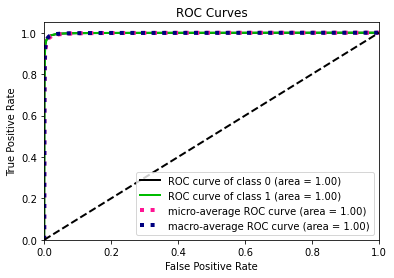 ROC Curves
True Positive Rate
1.0
0.8
0.6
0.4
0.2
0.0
ROC curve of class 0 (area = 1.00)
ROC curve of class 1 (area = 1.00)
micro-average ROC curve (area = 1.00)
macro-average ROC curve (area = 1.00)
0.0 0.2 0.4 0.6 0.8 1.0
False Positive Rate